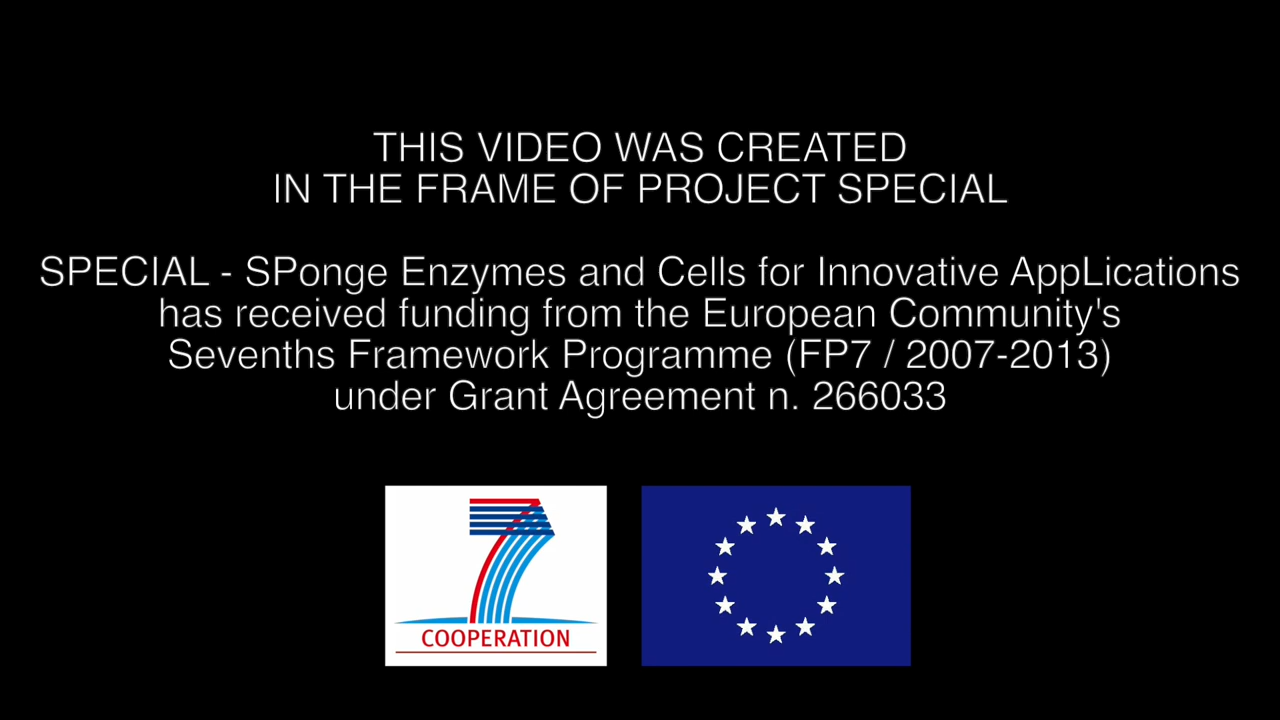 THIS VIDEO WAS CREATED
IN THE FRAME OF PROJECT SPECIAL
SPECIAL - SPonge Enzymes and Cells for Innovative AppLications
has received funding from the European Community's
Sevenths Framework Programme (FP7 / 2007-2013)
under Grant Agreement n. 266033
7
COOPERATION